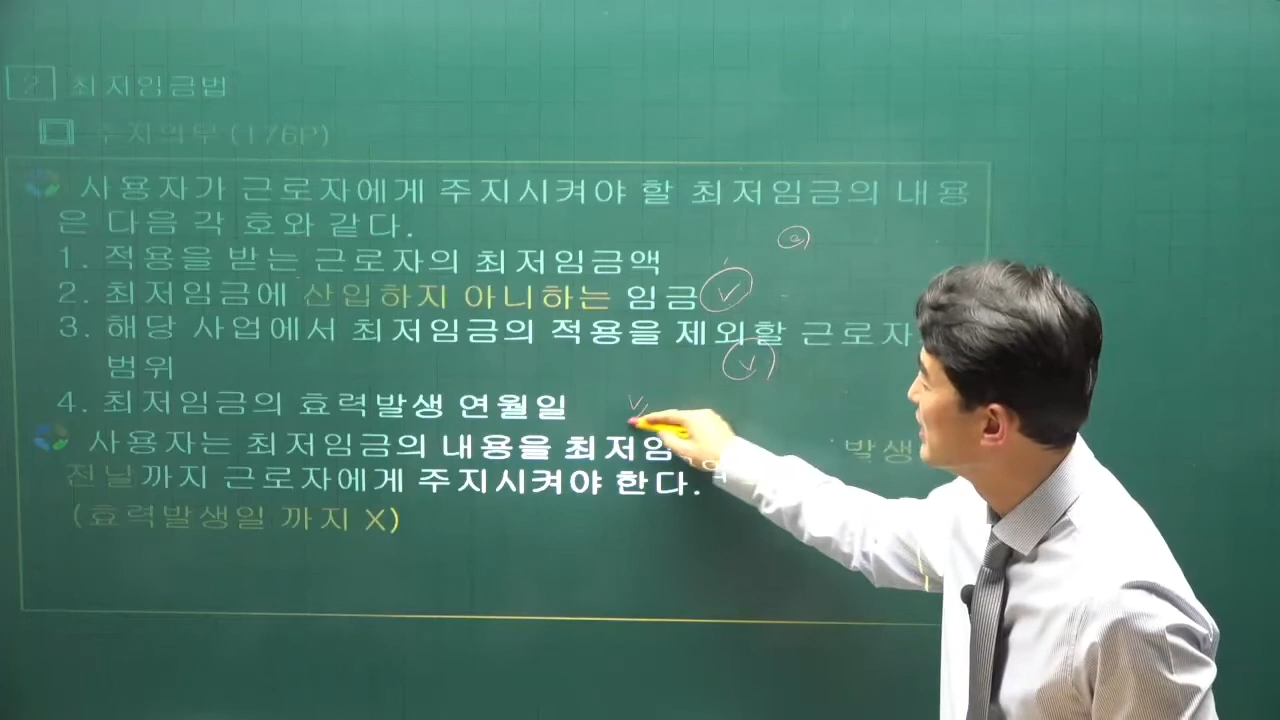 2 최저임금법
주지의무(176P)
사용자가 근로자에게 주지시켜야 할 최저임금의 내용
은 다음 각 호와 같다.
1. 적용을 받는 근로자의 최저임금액
2. 최저임금에 산입하지 아니하는 임금
3. 해당 사업에서 최저임금의 적용을 제외할 근로자
범위
4. 최저임금의 효력발생 연월일
사용자는 최저임금의 내용을 최저임 발생
전날까지 근로자에게 주지시켜야 한다.
(효력발생일 까지 X)